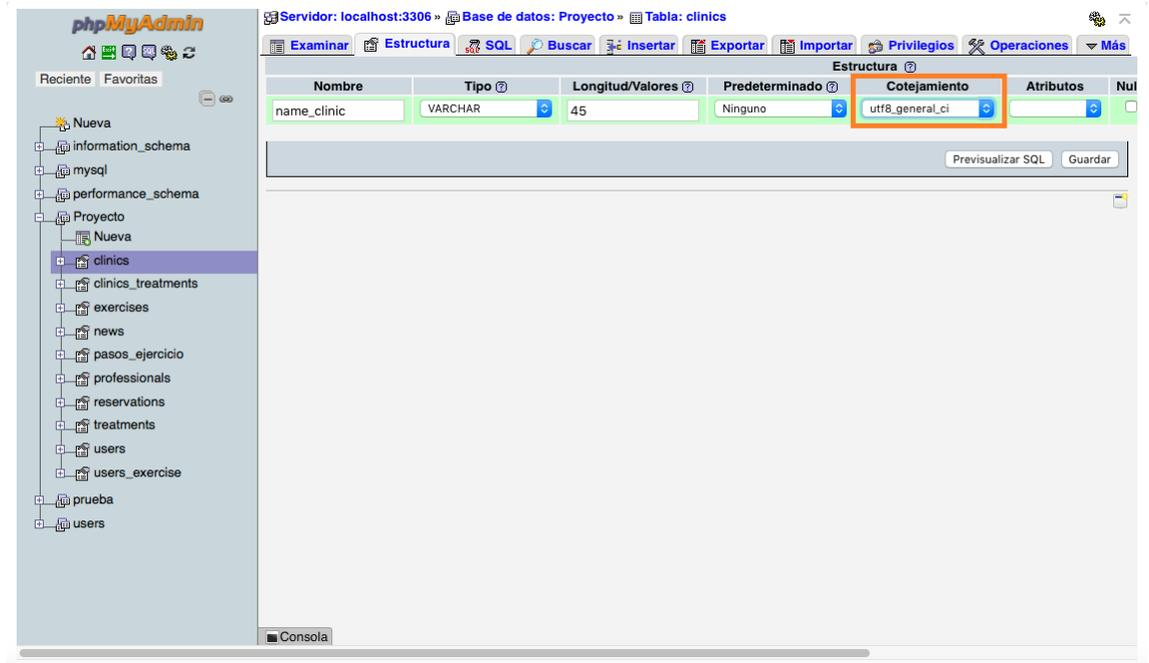 phpMyAdmin
Reciente Favoritas
Nueva
information_schema
mysql
performance_schema
Proyecto
Nueva
clinics
clinics_treatments
exercises
news
pasos_ejercicio
professionals
reservations
treatments
users
users_exercise
prueba
users
Servidor: localhost:3306 » Base de datos: Proyecto » Tabla: clinics
Examinar Estructura SQL Buscar Insertar Exportar Importar Privilegios Operaciones Más
Estructura
Nombre Tipo Longitud/Valores Predeterminado Cotejamiento Atributos Nul
name_clinic VARCHAR 45 Ninguno utf8_general_ci
Previsualizar SQL Guardar
Consola